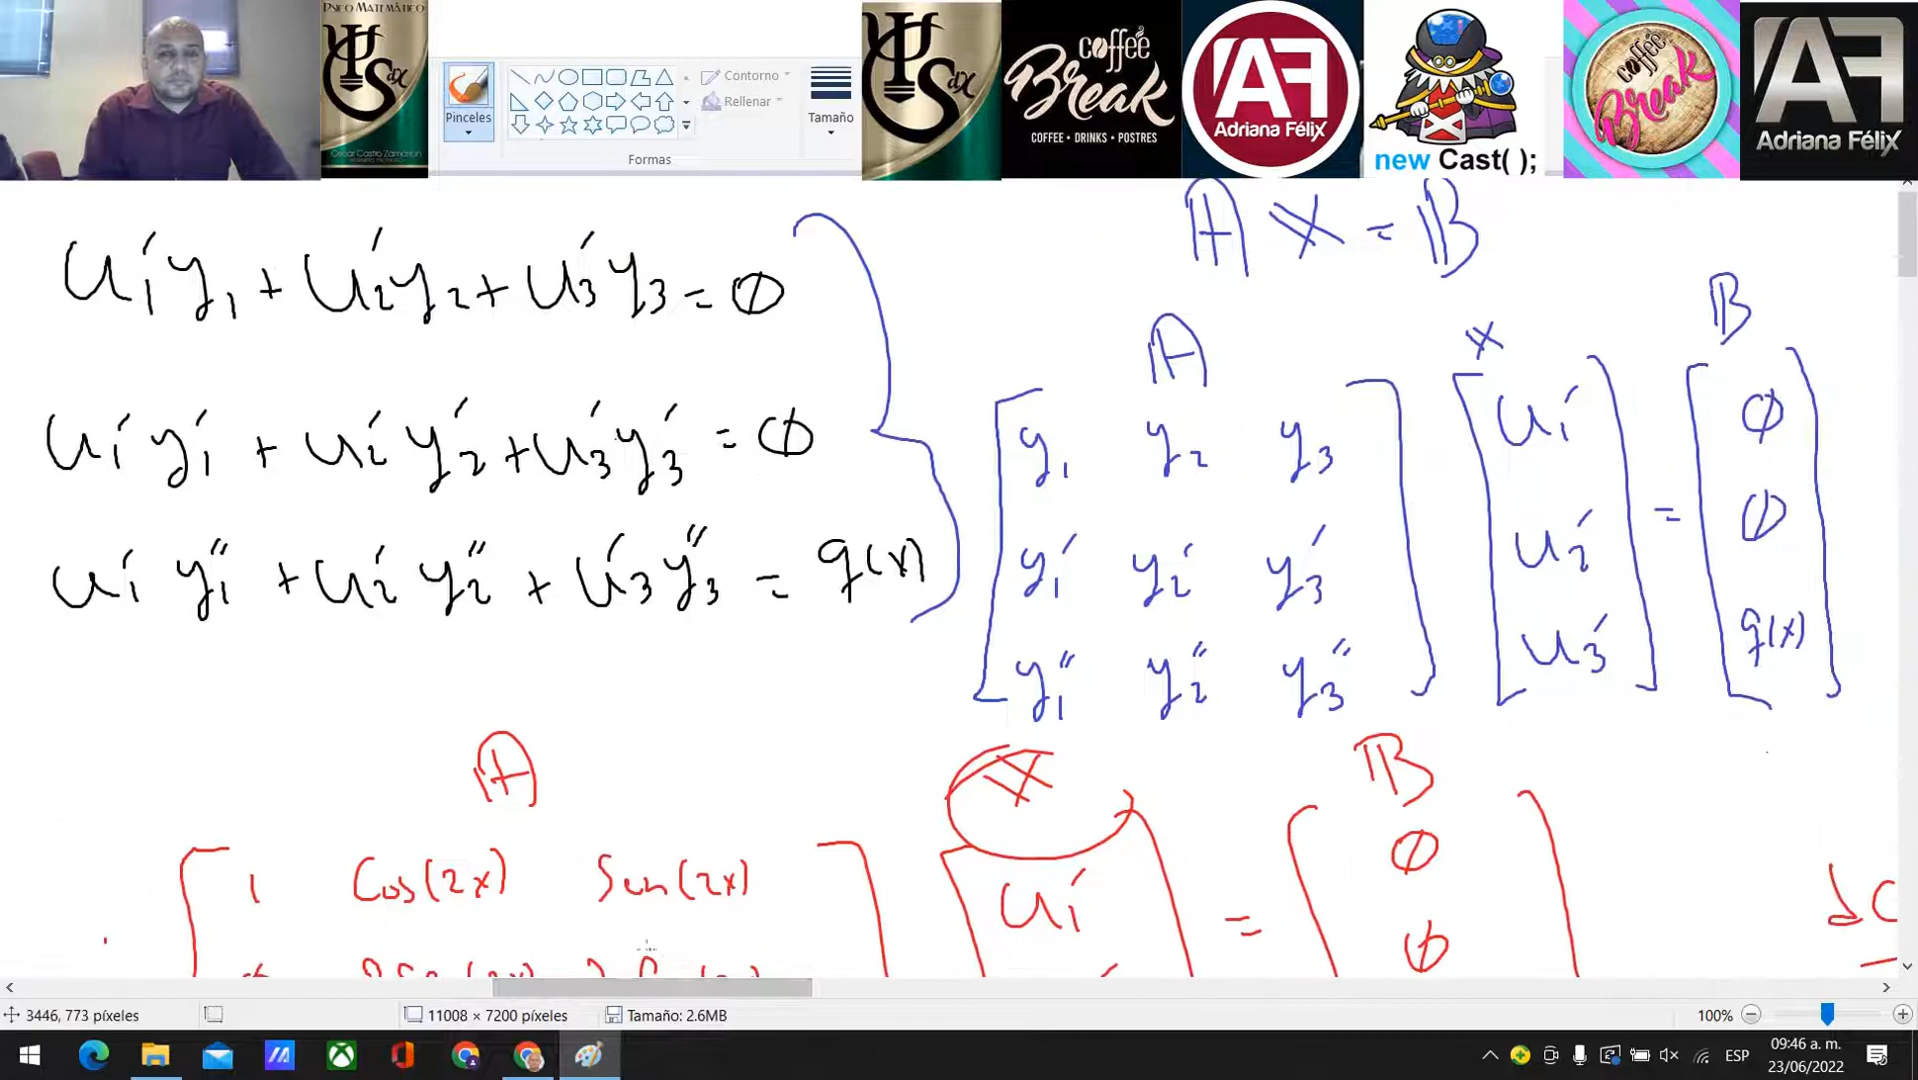 PSICO MATEMÁTICO
Oscar Castro Zamarron
Pinceles
Contorno
Rellenar
Formas
Tamaño
dx
coffee
Break
COFFEE • DRINKS • POSTRES
AF
Adriana Félix
new Cast( );
coffee
Break
AF
Adriana Félix
A X = B
u₁′y₁ + u₂′y₂ + u₃′y₃ = 0
u₁′y₁′ + u₂′y₂′ + u₃′y₃′ = 0
u₁′y₁″ + u₂′y₂″ + u₃′y₃″ = g(x)
A X B
y₁ y₂ y₃ u₁′ 0
y₁′ y₂′ y₃′ u₂′ = 0
y₁″ y₂″ y₃″ u₃′ g(x)
A X B
1 Cos(2x) Sen(2x) u₁′ = 0
0
3446, 773 píxeles
11008 × 7200 píxeles
Tamaño: 2.6MB
100%
ESP
09:46 a. m.
23/06/2022